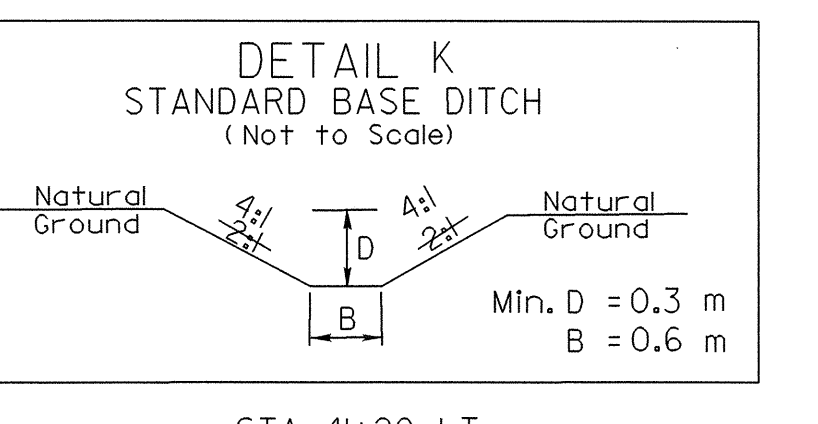 DETAIL K
STANDARD BASE DITCH
(Not to Scale)
Natural
Ground
4:1
2:1
D
4:1
2:1
Natural
Ground
B
Min. D = 0.3 m
B = 0.6 m